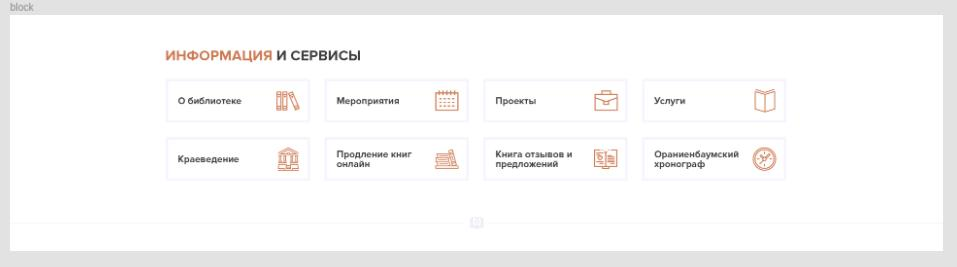 block
ИНФОРМАЦИЯ И СЕРВИСЫ
О библиотеке
Мероприятия
Проекты
Услуги
Краеведение
Продление книг
онлайн
Книга отзывов и
предложений
Ораниенбаумский
хронограф